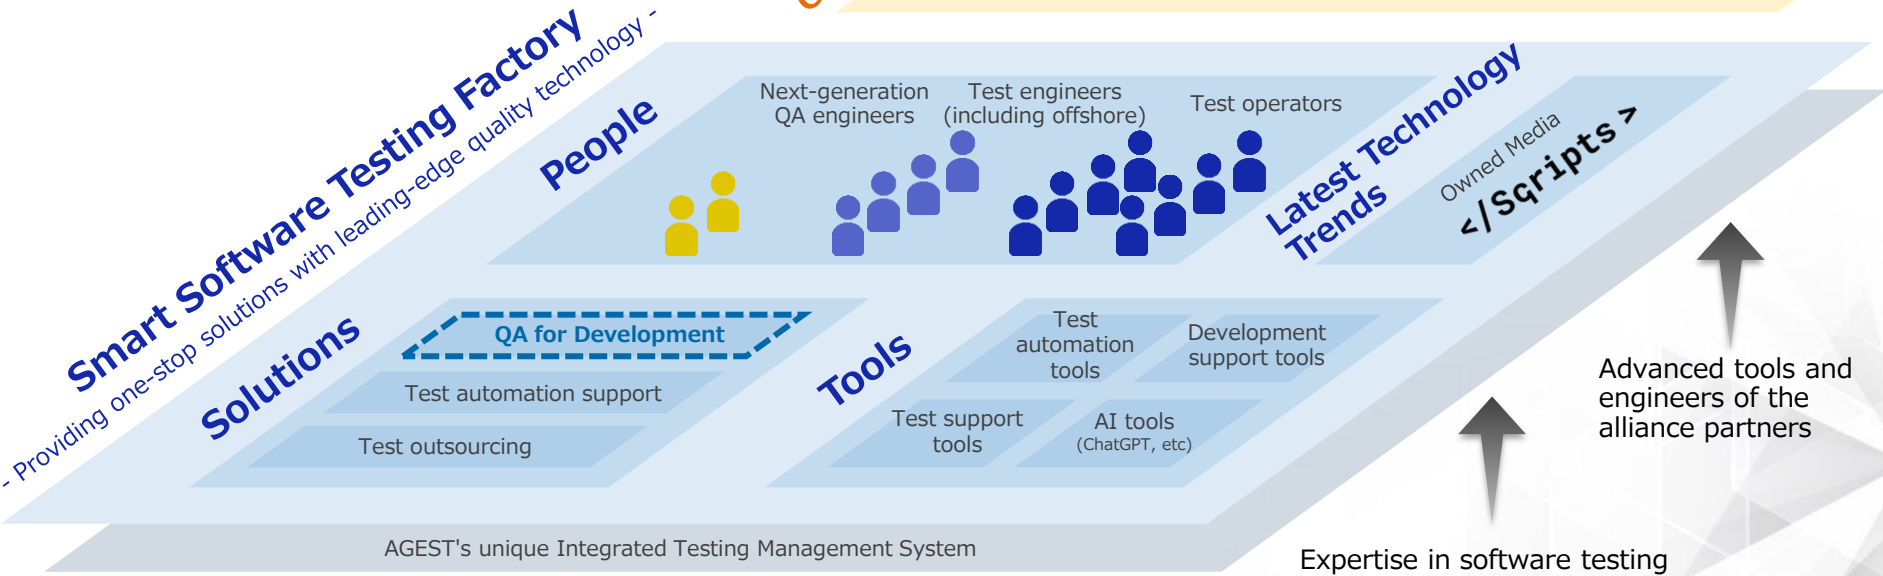 Smart Software Testing Factory
- Providing one-stop solutions with leading-edge quality technology -
People
Next-generation
QA engineers
Test engineers
(including offshore)
Test operators
Latest Technology
Trends
Owned Media
</Sqripts>
Solutions
QA for Development
Test automation support
Test outsourcing
Tools
Test
automation
tools
Development
support tools
Test support
tools
AI tools
(ChatGPT, etc)
Advanced tools and
engineers of the
alliance partners
AGEST's unique Integrated Testing Management System
Expertise in software testing